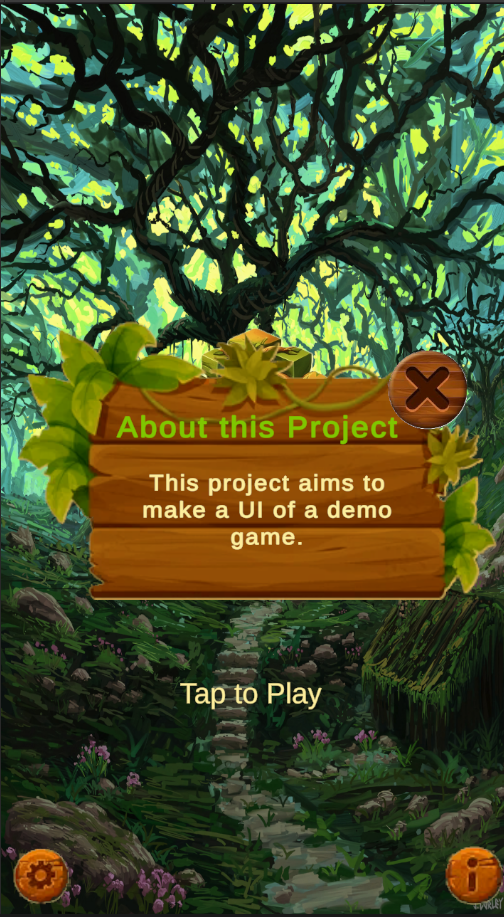 About this Project
This project aims to
make a UI of a demo
game.
Tap to Play
i